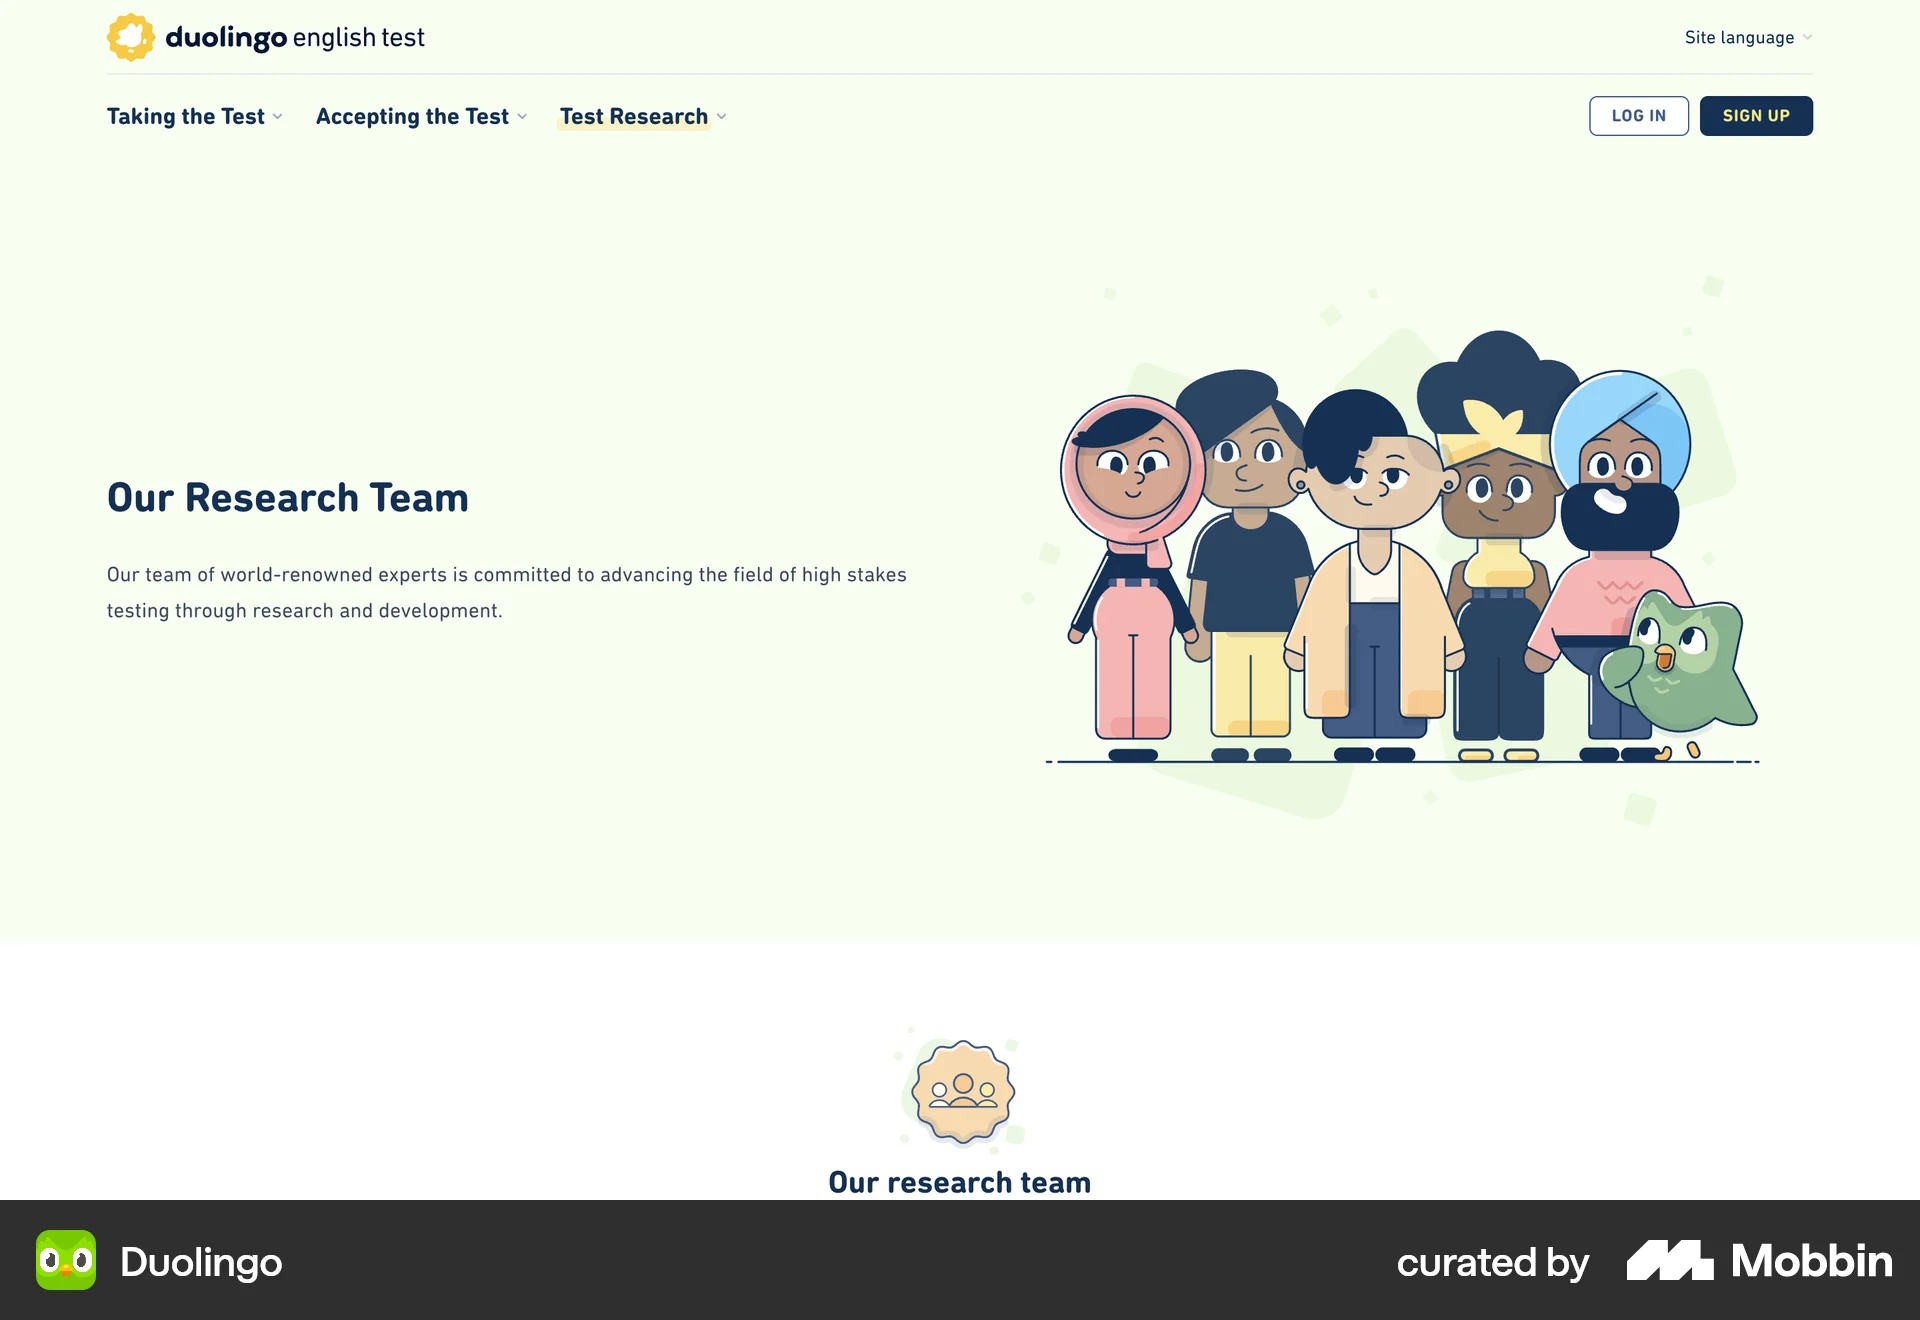 duolingo english test
Site language
Taking the Test
Accepting the Test
Test Research
LOG IN
SIGN UP
Our Research Team
Our team of world-renowned experts is committed to advancing the field of high stakes
testing through research and development.
Our research team
Duolingo
curated by Mobbin